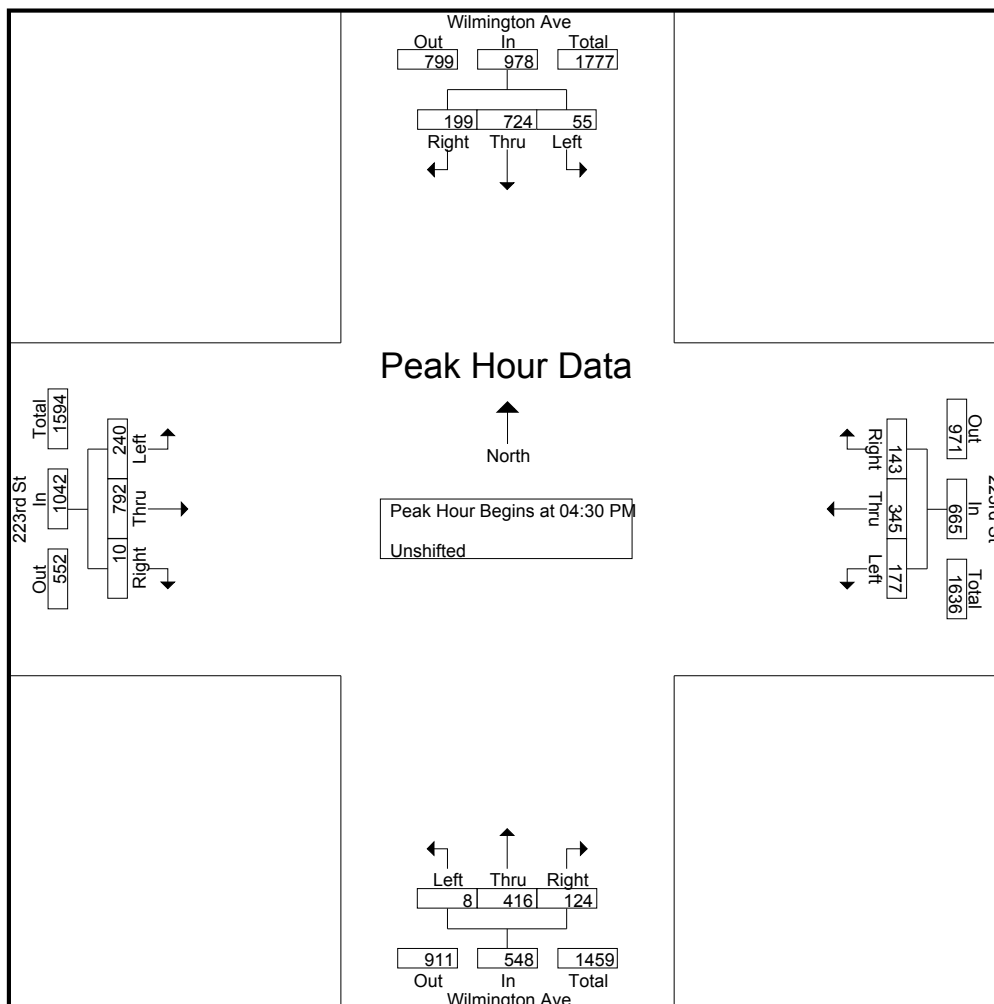 Wilmington Ave
Out In Total
799 978 1777
199 724 55
Right Thru Left
Peak Hour Data
North
Peak Hour Begins at 04:30 PM
Unshifted
223rd St
Total In Out
1594 1042 552
240 792 10
Left Thru Right
Right Thru Left
143 345 177
Out In Total
971 665 1636
223rd St
Left Thru Right
8 416 124
911 548 1459
Out In Total
Wilmington Ave